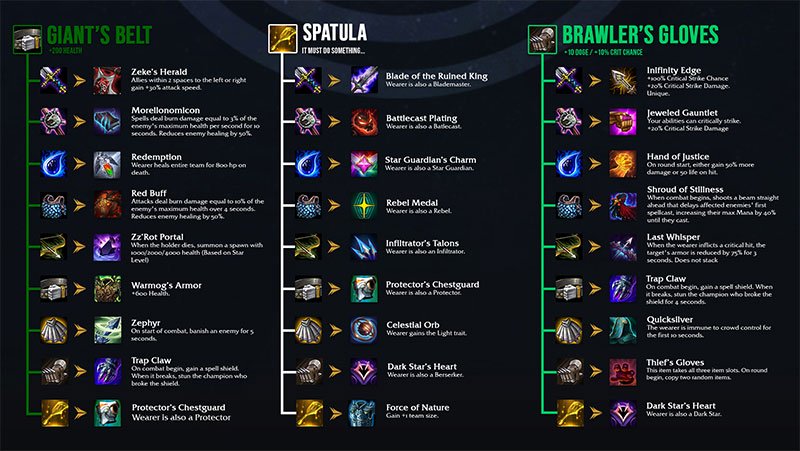 GIANT'S BELT
+200 HEALTH
Zeke's Herald
Allies within 2 spaces to the left or right
gain +30% attack speed.
Morellonomicon
Spells deal burn damage equal to 3% of the
enemy's maximum health per second for 10
seconds. Reduces enemy healing by 50%.
Redemption
Wearer heals entire team for 800 hp on
death.
Red Buff
Attacks deal burn damage equal to 10% of the
enemy's maximum health over 4 seconds.
Reduces enemy healing by 50%.
Zz'Rot Portal
When the holder dies, summon a spawn with
1000/2000/4000 health (Based on Star
Level)
Warmog's Armor
+600 Health.
Zephyr
On start of combat, banish an enemy for 5
seconds.
Trap Claw
On combat begin, gain a spell shield.
When it breaks, stun the champion who
broke the shield.
Protector's Chestguard
Wearer is also a Protector
SPATULA
IT MUST DO SOMETHING...
Blade of the Ruined King
Wearer is also a Blademaster.
Battlecast Plating
Wearer is also a Batlecast.
Star Guardian's Charm
Wearer is also a Star Guardian.
Rebel Medal
Wearer is also a Rebel.
Infiltrator's Talons
Wearer is also an Infiltrator.
Protector's Chestguard
Wearer is also a Protector.
Celestial Orb
Wearer gains the Light trait.
Dark Star's Heart
Wearer is also a Berserker.
Force of Nature
Gain +1 team size.
BRAWLER'S GLOVES
+10 DOGE / +10% CRIT CHANCE
Inifinity Edge
+100% Critical Strike Chance
+20% Critical Strike Damage.
Unique.
Jeweled Gauntlet
Your abilities can critically strike.
+20% Critical Strike Damage
Hand of Justice
On round start, either gain 50% more
damage or 50 life on hit.
Shroud of Stillness
When combat begins, shoots a beam straight
ahead that delays affected enemies' first
spellcast, increasing their max Mana by 40%
until they cast.
Last Whisper
When the wearer inflicts a critical hit, the
target's armor is reduced by 75% for 3
seconds. Does not stack
Trap Claw
On combat begin, gain a spell shield. When
it breaks, stun the champion who broke the
shield for 4 seconds.
Quicksilver
The wearer is immune to crowd control for
the first 10 seconds.
Thief's Gloves
This item takes all three item slots. On round
begin, copy two random items.
Dark Star's Heart
Wearer is also a Dark Star.